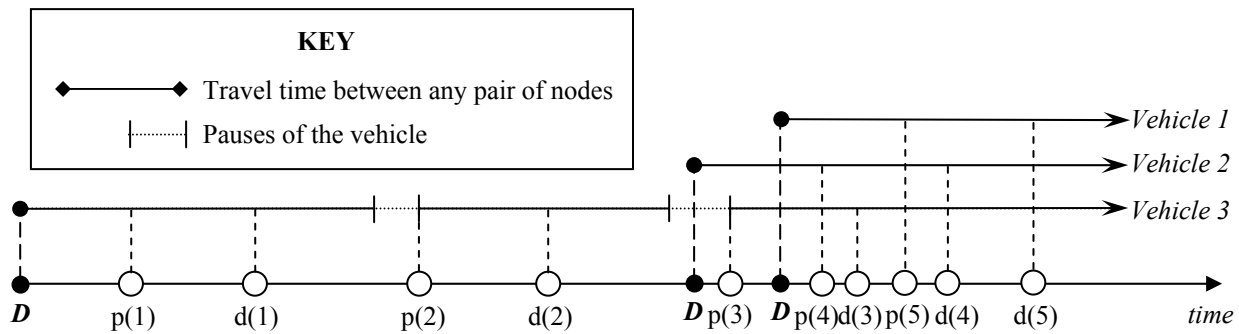 KEY
Travel time between any pair of nodes
Pauses of the vehicle
Vehicle 1
Vehicle 2
Vehicle 3
D p(1) d(1) p(2) d(2) D p(3) D p(4) d(3) p(5) d(4) d(5) time